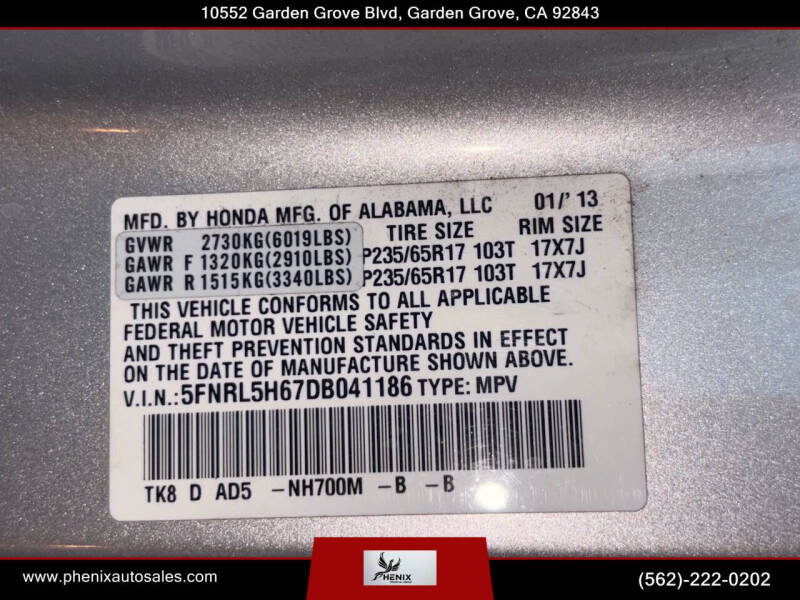 10552 Garden Grove Blvd, Garden Grove, CA 92843
MFD. BY HONDA MFG. OF ALABAMA, LLC 01/'13
TIRE SIZE RIM SIZE
GVWR 2730KG(6019LBS)
GAWR F 1320KG(2910LBS) P235/65R17 103T 17X7J
GAWR R 1515KG(3340LBS) P235/65R17 103T 17X7J
THIS VEHICLE CONFORMS TO ALL APPLICABLE
FEDERAL MOTOR VEHICLE SAFETY
AND THEFT PREVENTION STANDARDS IN EFFECT
ON THE DATE OF MANUFACTURE SHOWN ABOVE.
V.I.N.:5FNRL5H67DB041186 TYPE: MPV
TK8 D AD5 -NH700M -B -B
www.phenixautosales.com
PHENIX
(562)-222-0202